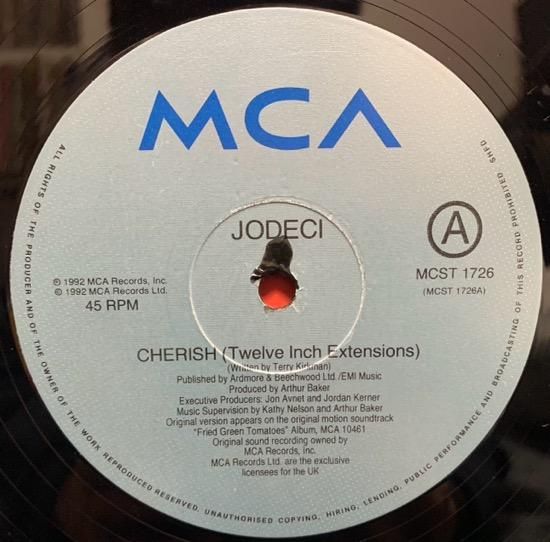 MCΛ
JODECI
A
℗ 1992 MCA Records, Inc.
© 1992 MCA Records Ltd.
45 RPM
MCST 1726
(MCST 1726A)
CHERISH (Twelve Inch Extensions)
(Written by Terry Kirkman)
Published by Ardmore & Beechwood Ltd./EMI Music
Produced by Arthur Baker
Executive Producers: Jon Avnet and Jordan Kerner
Music Supervision by Kathy Nelson and Arthur Baker
Original version appears on the original motion soundtrack
"Fried Green Tomatoes" Album, MCA 10461
Original sound recording owned by
MCA Records, Inc.
MCA Records Ltd. are the exclusive
licensees for the UK
ALL RIGHTS OF THE PRODUCER AND OF THE OWNER OF THE WORK REPRODUCED RESERVED. UNAUTHORISED COPYING, HIRING, LENDING, PUBLIC PERFORMANCE AND BROADCASTING OF THIS RECORD PROHIBITED SHFD